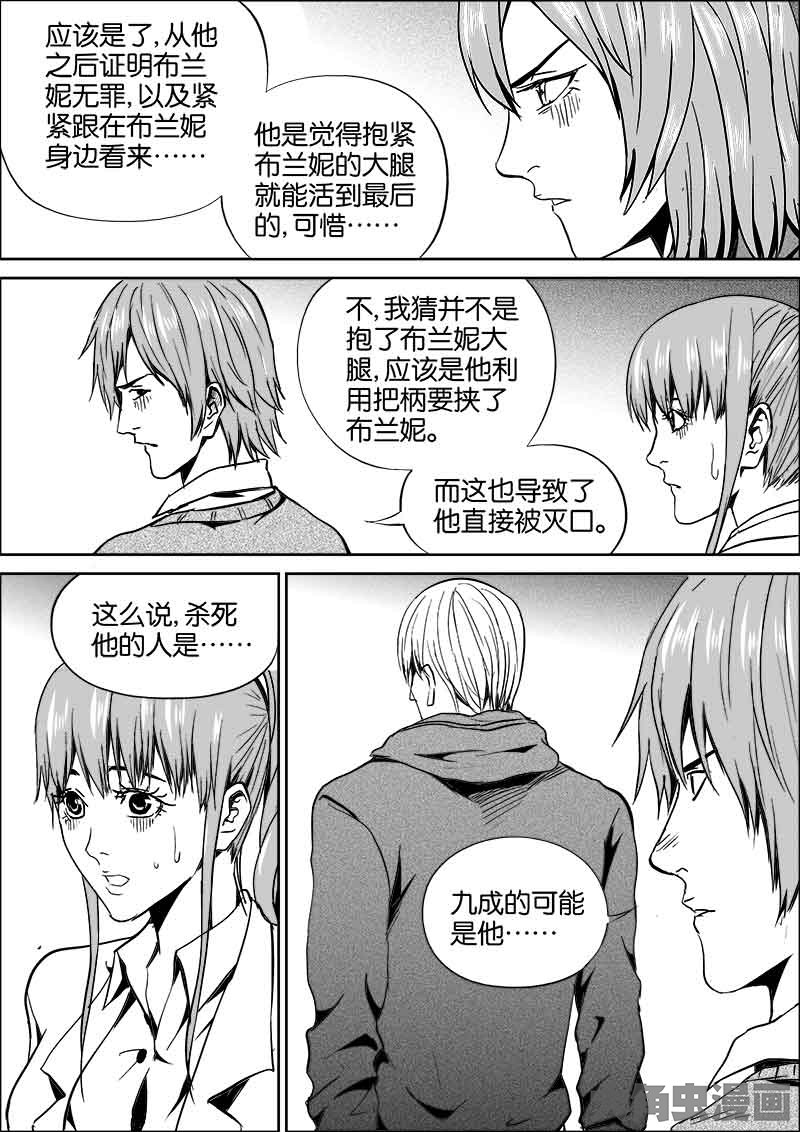 应该是了,从他
之后证明布兰
妮无罪,以及紧
紧跟在布兰妮
身边看来……
他是觉得抱紧
布兰妮的大腿
就能活到最后
的,可惜……
不,我猜并不是
抱了布兰妮大
腿,应该是他利
用把柄要挟了
布兰妮。
而这也导致了
他直接被灭口。
这么说,杀死
他的人是……
九成的可能
是他……
角虫漫画